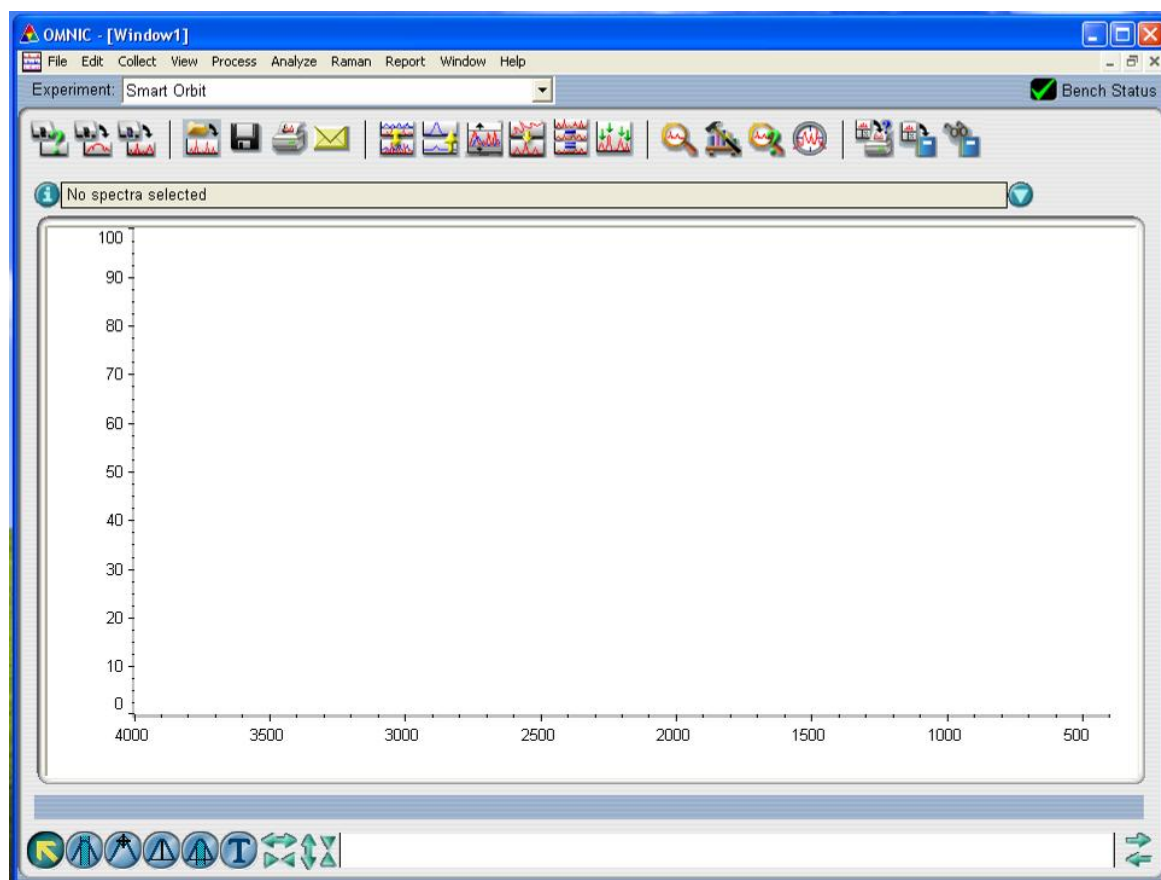 OMNIC - [Window1]
File Edit Collect View Process Analyze Raman Report Window Help
Experiment: Smart Orbit
Bench Status
No spectra selected
100
90
80
70
60
50
40
30
20
10
0
4000 3500 3000 2500 2000 1500 1000 500
T